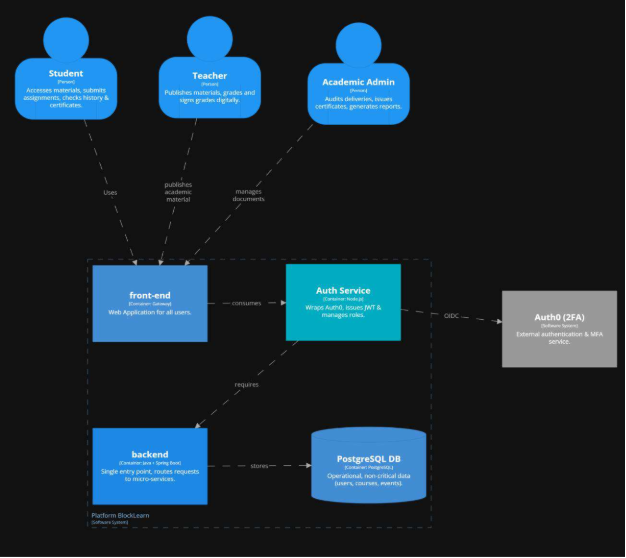 Student
[Person]
Accesses materials, submits
assignments, checks history &
certificates.
Teacher
[Person]
Publishes materials, grades and
signs grades digitally.
Academic Admin
[Person]
Audits deliveries, issues
certificates, generates reports.
Uses
publishes
academic
material
manages
documents
front-end
[Container: Gateway]
Web Application for all users.
consumes
Auth Service
[Container: Node.js]
Wraps Auth0, issues JWT &
manages roles.
OIDC
Auth0 (2FA)
[Software System]
External authentication & MFA
service.
requires
backend
[Container: Java + Spring Boot]
Single entry point, routes requests
to micro-services.
stores
PostgreSQL DB
[Container: PostgreSQL]
Operational, non-critical data
(users, courses, events).
Platform BlockLearn
[Software System]